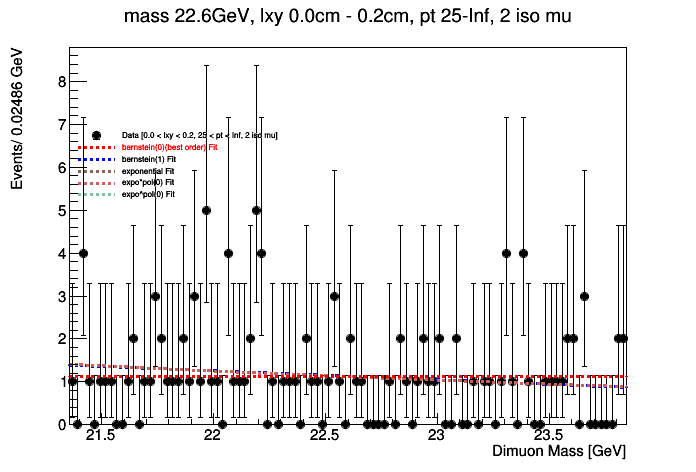 mass 22.6GeV, lxy 0.0cm - 0.2cm, pt 25-Inf, 2 iso mu
Events/ 0.02486 GeV
8
7
6
5
4
3
2
1
0
Data [0.0 < lxy < 0.2, 25 < pt < Inf, 2 iso mu]
bernstein(0)(best order) Fit
bernstein(1) Fit
exponential Fit
expo*pol(0) Fit
expo^pol(0) Fit
21.5 22 22.5 23 23.5
Dimuon Mass [GeV]